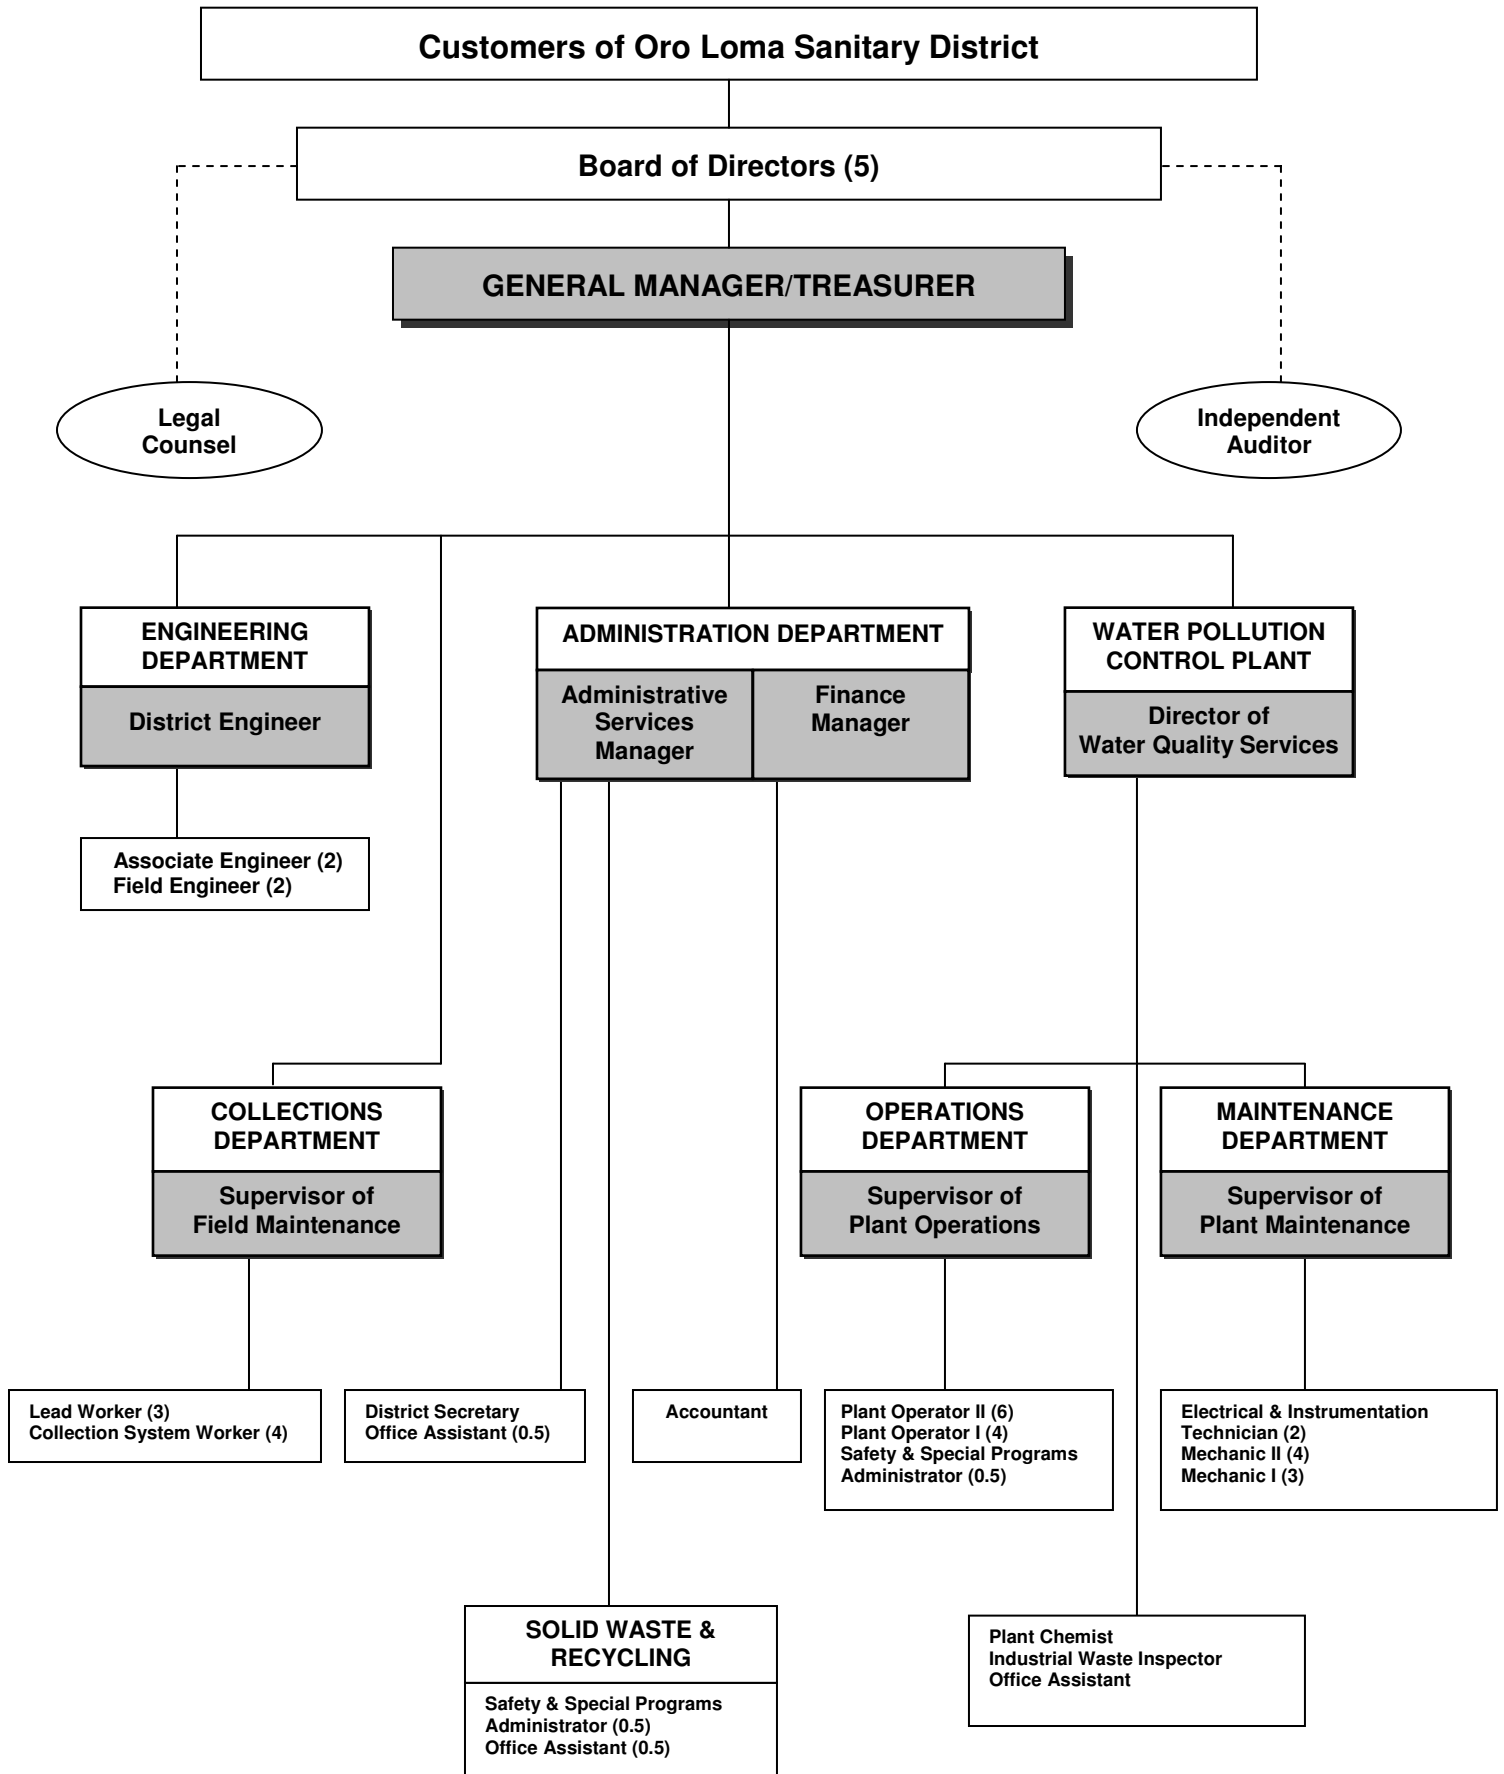 Customers of Oro Loma Sanitary District
Board of Directors (5)
GENERAL MANAGER/TREASURER
Legal
Counsel
Independent
Auditor
ENGINEERING
DEPARTMENT
District Engineer
ADMINISTRATION DEPARTMENT
Administrative
Services
Manager
Finance
Manager
WATER POLLUTION
CONTROL PLANT
Director of
Water Quality Services
Associate Engineer (2)
Field Engineer (2)
COLLECTIONS
DEPARTMENT
Supervisor of
Field Maintenance
OPERATIONS
DEPARTMENT
Supervisor of
Plant Operations
MAINTENANCE
DEPARTMENT
Supervisor of
Plant Maintenance
Lead Worker (3)
Collection System Worker (4)
District Secretary
Office Assistant (0.5)
Accountant
Plant Operator II (6)
Plant Operator I (4)
Safety & Special Programs
Administrator (0.5)
Electrical & Instrumentation
Technician (2)
Mechanic II (4)
Mechanic I (3)
SOLID WASTE &
RECYCLING
Safety & Special Programs
Administrator (0.5)
Office Assistant (0.5)
Plant Chemist
Industrial Waste Inspector
Office Assistant